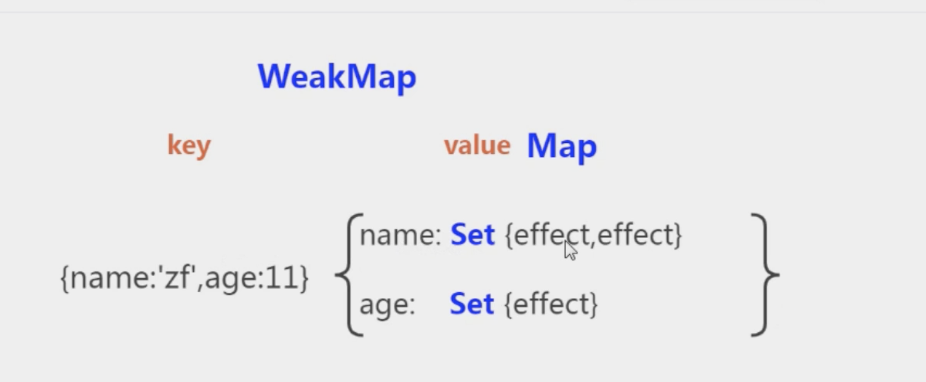 WeakMap
key value Map
name: Set {effect,effect}
{name:'zf',age:11}
age: Set {effect}